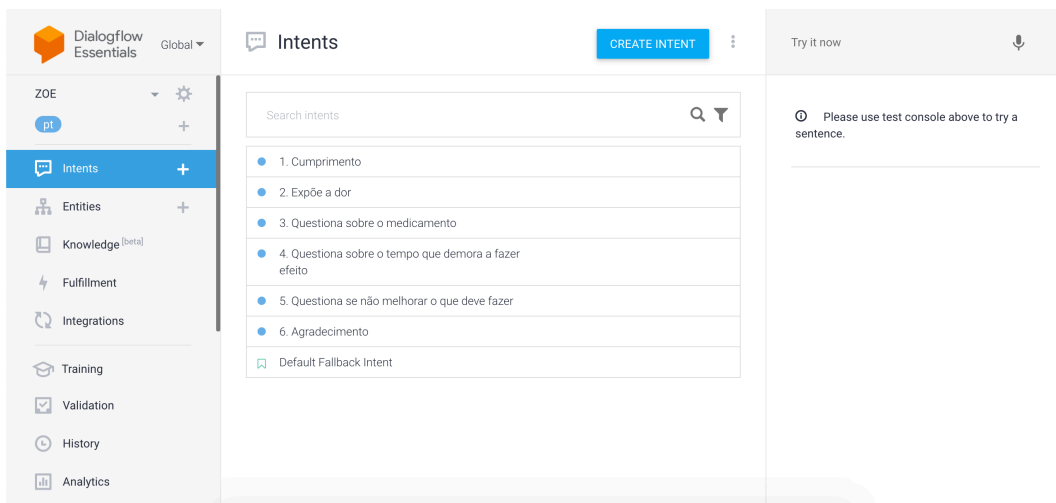 Dialogflow
Essentials
Global
ZOE
pt
Intents
Entities
Knowledge [beta]
Fulfillment
Integrations
Training
Validation
History
Analytics
Intents
CREATE INTENT
Search intents
1. Cumprimento
2. Expõe a dor
3. Questiona sobre o medicamento
4. Questiona sobre o tempo que demora a fazer
efeito
5. Questiona se não melhorar o que deve fazer
6. Agradecimento
Default Fallback Intent
Try it now
Please use test console above to try a
sentence.